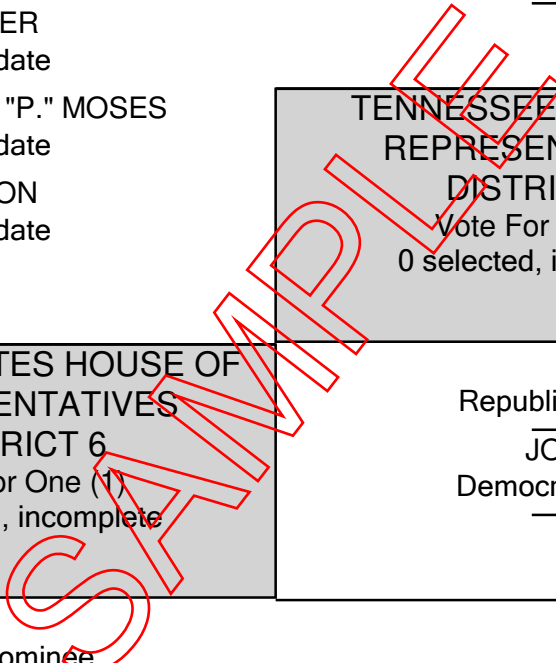 ER
date
"P." MOSES
date
ON
date
TES HOUSE OF
ENTATIVES
RICT 6
or One (1)
, incomplete
ominee
TENNESSEE
REPRESEN
DISTRI
Vote For
0 selected, i
Republi
JO
Democr
SAMPLE